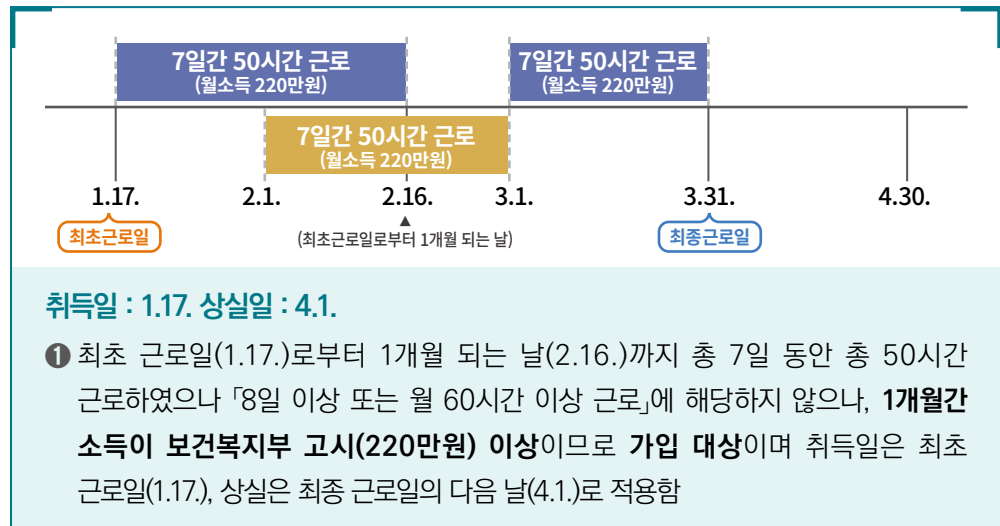 7일간 50시간 근로
(월소득 220만원)
7일간 50시간 근로
(월소득 220만원)
7일간 50시간 근로
(월소득 220만원)
1.17. 2.1. 2.16. 3.1. 3.31. 4.30.
최초근로일
▲
(최초근로일로부터 1개월 되는 날)
최종근로일
취득일 : 1.17. 상실일 : 4.1.
❶ 최초 근로일(1.17.)로부터 1개월 되는 날(2.16.)까지 총 7일 동안 총 50시간
근로하였으나 「8일 이상 또는 월 60시간 이상 근로」에 해당하지 않으나, 1개월간
소득이 보건복지부 고시(220만원) 이상이므로 가입 대상이며 취득일은 최초
근로일(1.17.), 상실은 최종 근로일의 다음 날(4.1.)로 적용함